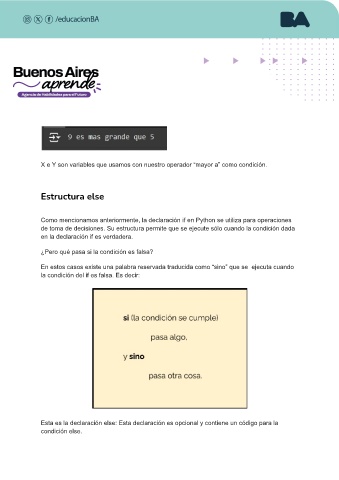 /educacionBA
BA
Buenos Aires
aprende
Agencia de Habilidades para el Futuro
9 es mas grande que 5
X e Y son variables que usamos con nuestro operador “mayor a” como condición.
Estructura else
Como mencionamos anteriormente, la declaración if en Python se utiliza para operaciones
de toma de decisiones. Su estructura permite que se ejecute sólo cuando la condición dada
en la declaración if es verdadera.
¿Pero qué pasa si la condición es falsa?
En estos casos existe una palabra reservada traducida como “sino” que se ejecuta cuando
la condición del if es falsa. Es decir:
si (la condición se cumple)
pasa algo.
y sino
pasa otra cosa.
Esta es la declaración else: Esta declaración es opcional y contiene un código para la
condición else.